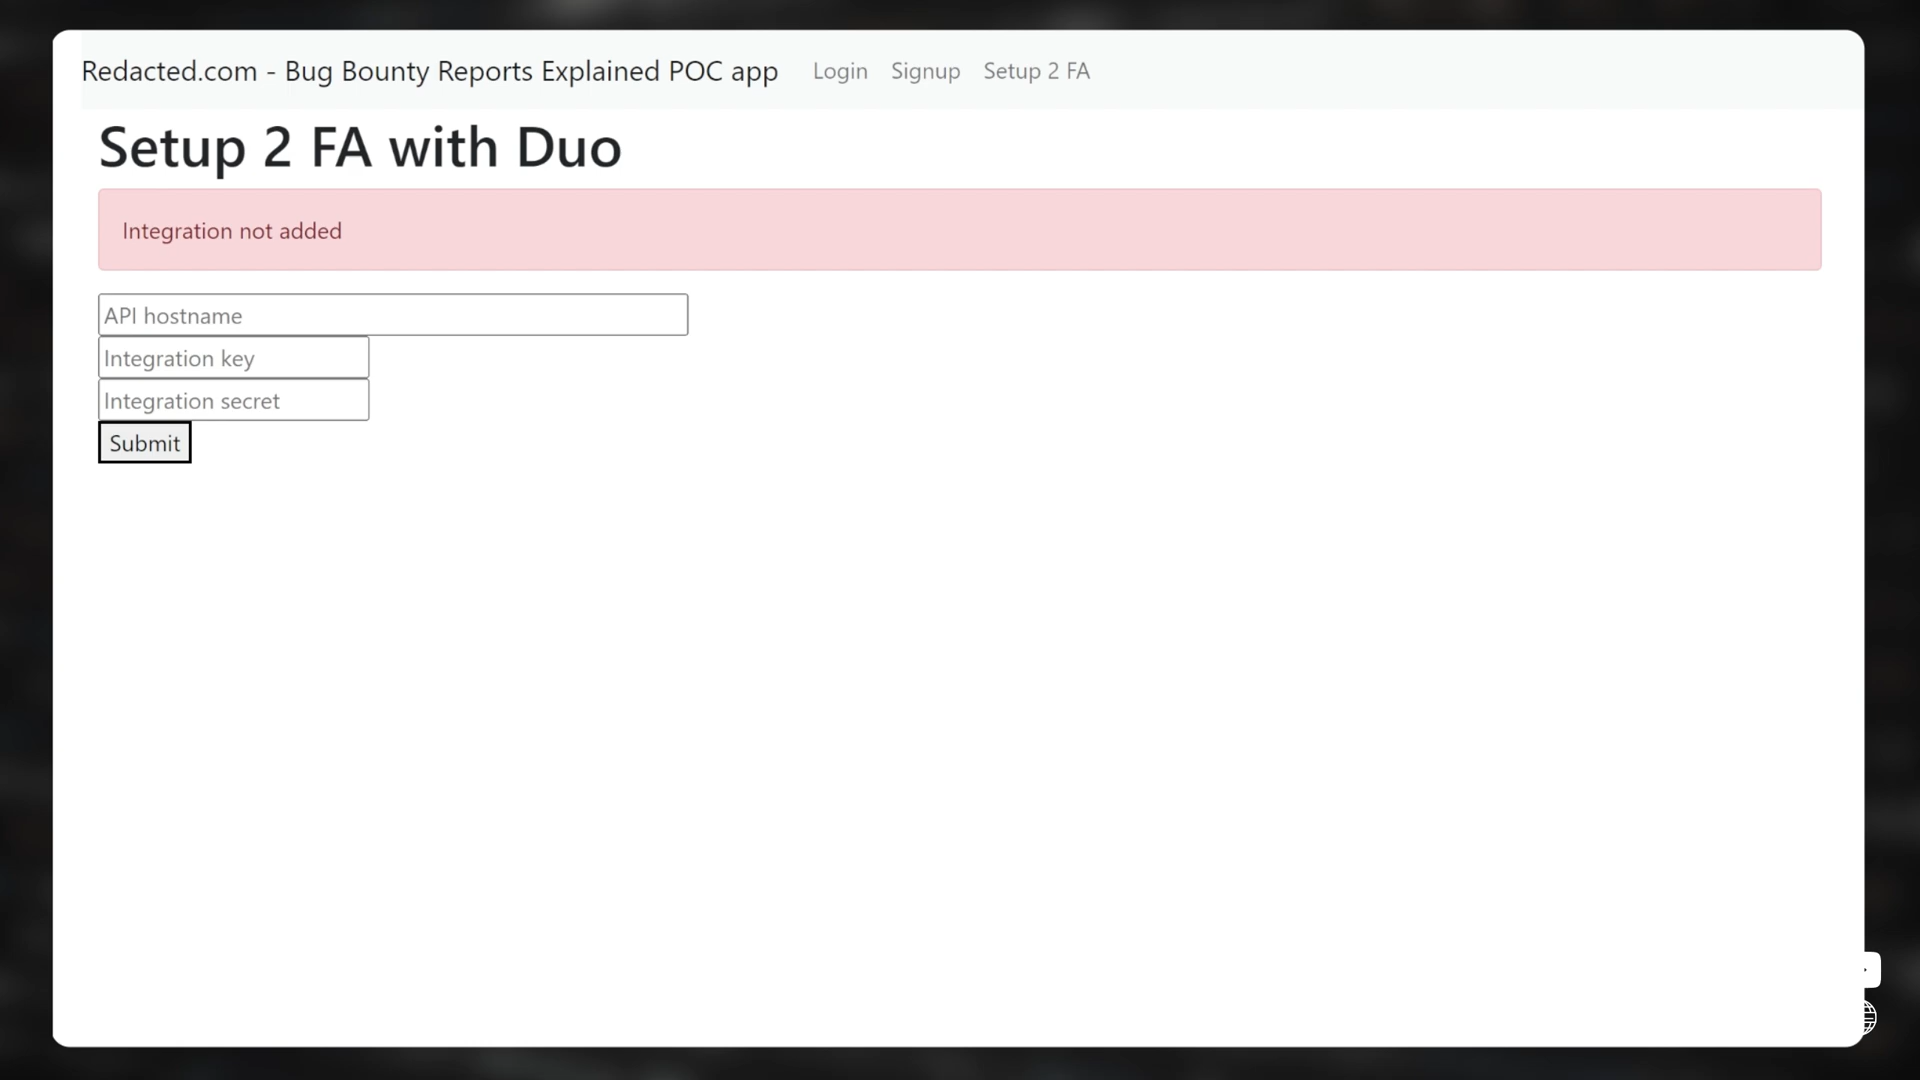 Redacted.com - Bug Bounty Reports Explained POC app Login Signup Setup 2 FA
Setup 2 FA with Duo
Integration not added
API hostname
Integration key
Integration secret
Submit